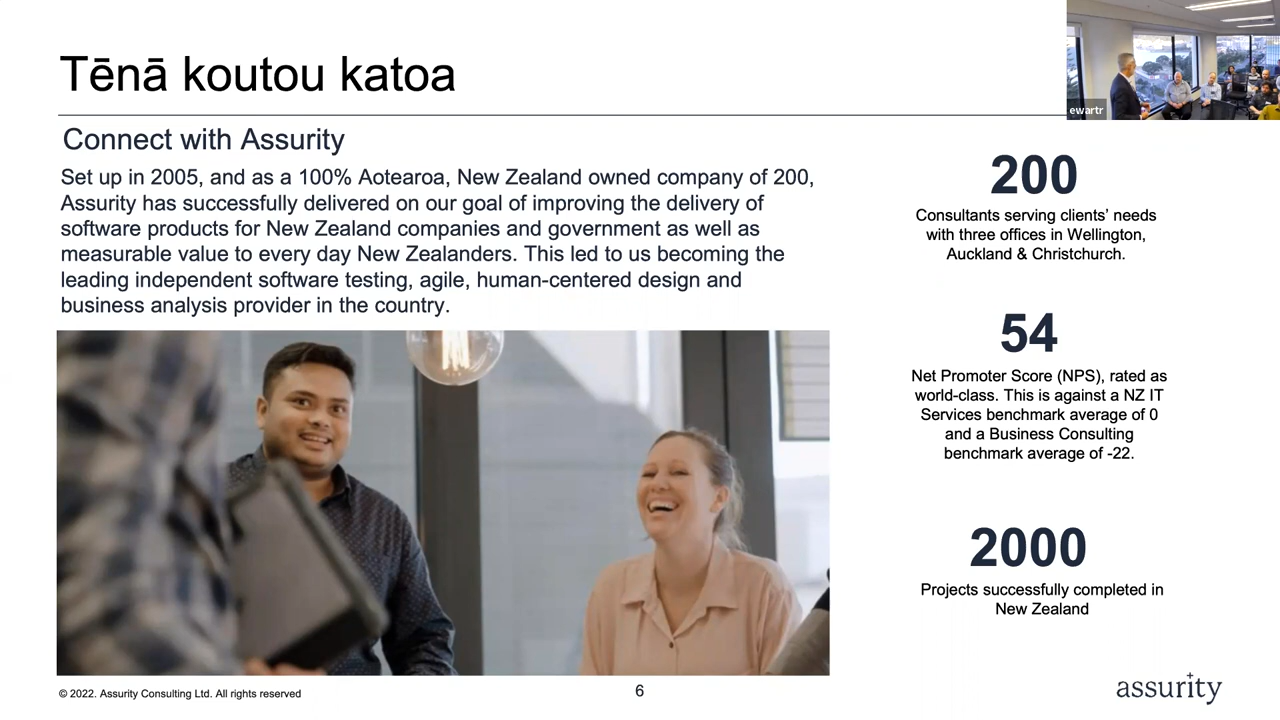 Tēnā koutou katoa
ewartr
Connect with Assurity
Set up in 2005, and as a 100% Aotearoa, New Zealand owned company of 200,
Assurity has successfully delivered on our goal of improving the delivery of
software products for New Zealand companies and government as well as
measurable value to every day New Zealanders. This led to us becoming the
leading independent software testing, agile, human-centered design and
business analysis provider in the country.
200
Consultants serving clients’ needs
with three offices in Wellington,
Auckland & Christchurch.
54
Net Promoter Score (NPS), rated as
world-class. This is against a NZ IT
Services benchmark average of 0
and a Business Consulting
benchmark average of -22.
2000
Projects successfully completed in
New Zealand
© 2022. Assurity Consulting Ltd. All rights reserved
6
assurity